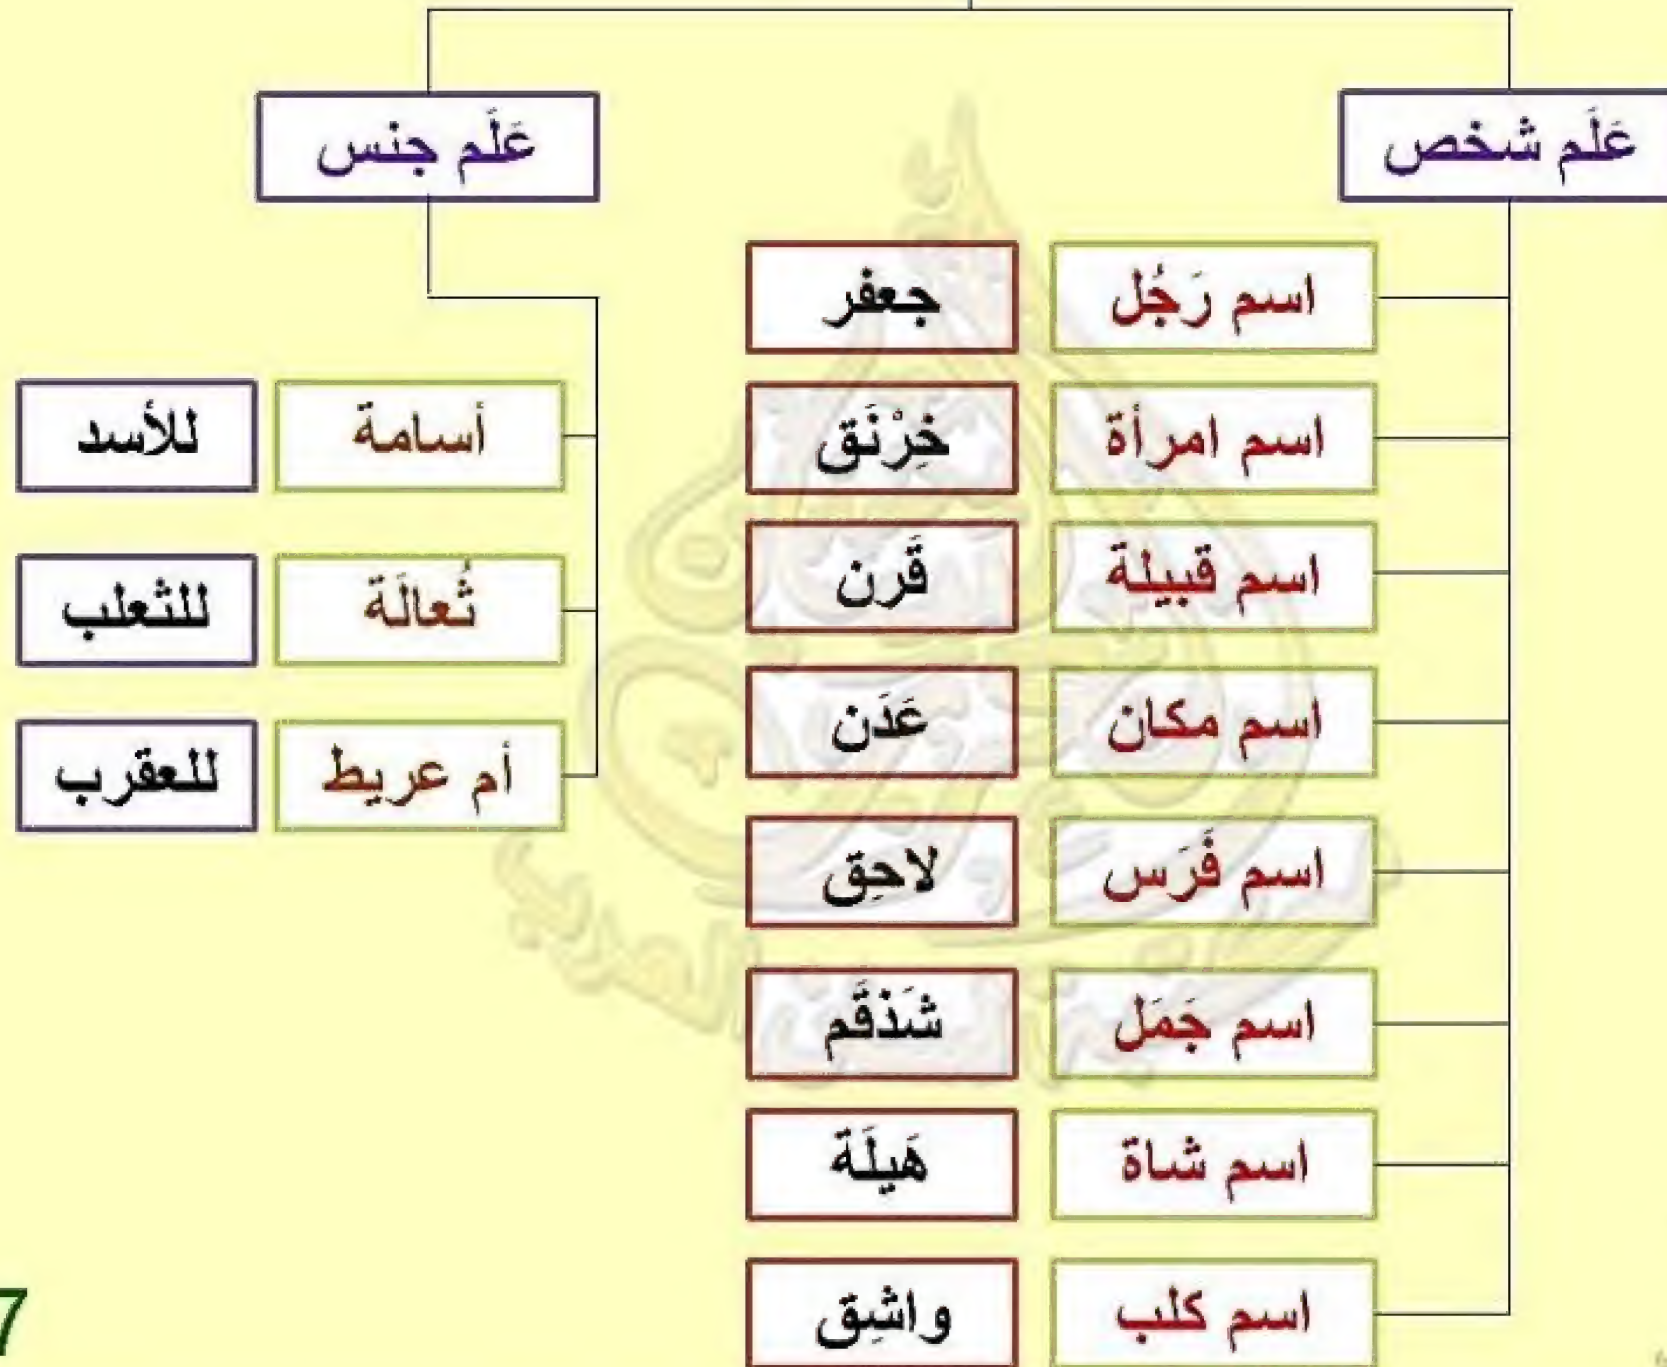 عَلَم شخص
اسم رَجُل جعفر
اسم امرأة خِرْنَق
اسم قبيلة قَرن
اسم مكان عَدَن
اسم فَرَس لاحِق
اسم جَمَل شَذقَم
اسم شاة هَيلَة
اسم كلب واشِق
عَلَم جنس
أسامة للأسد
ثُعالَة للثعلب
أم عريط للعقرب
7
العرب